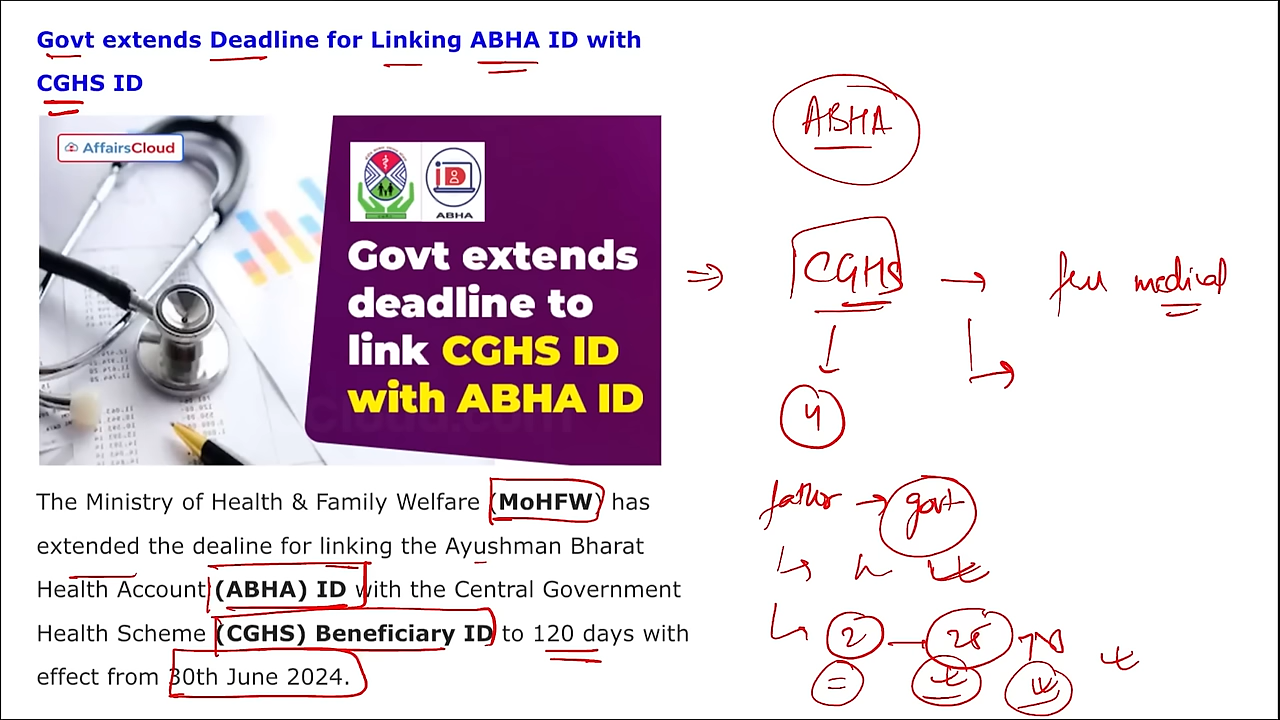 Govt extends Deadline for Linking ABHA ID with
CGHS ID
AffairsCloud
ABHA
Govt extends
deadline to
link CGHS ID
with ABHA ID
The Ministry of Health & Family Welfare (MoHFW) has
extended the dealine for linking the Ayushman Bharat
Health Account (ABHA) ID with the Central Government
Health Scheme (CGHS) Beneficiary ID to 120 days with
effect from 30th June 2024.
ABHA
CGHS → medical
4
father → govt
2 — 25